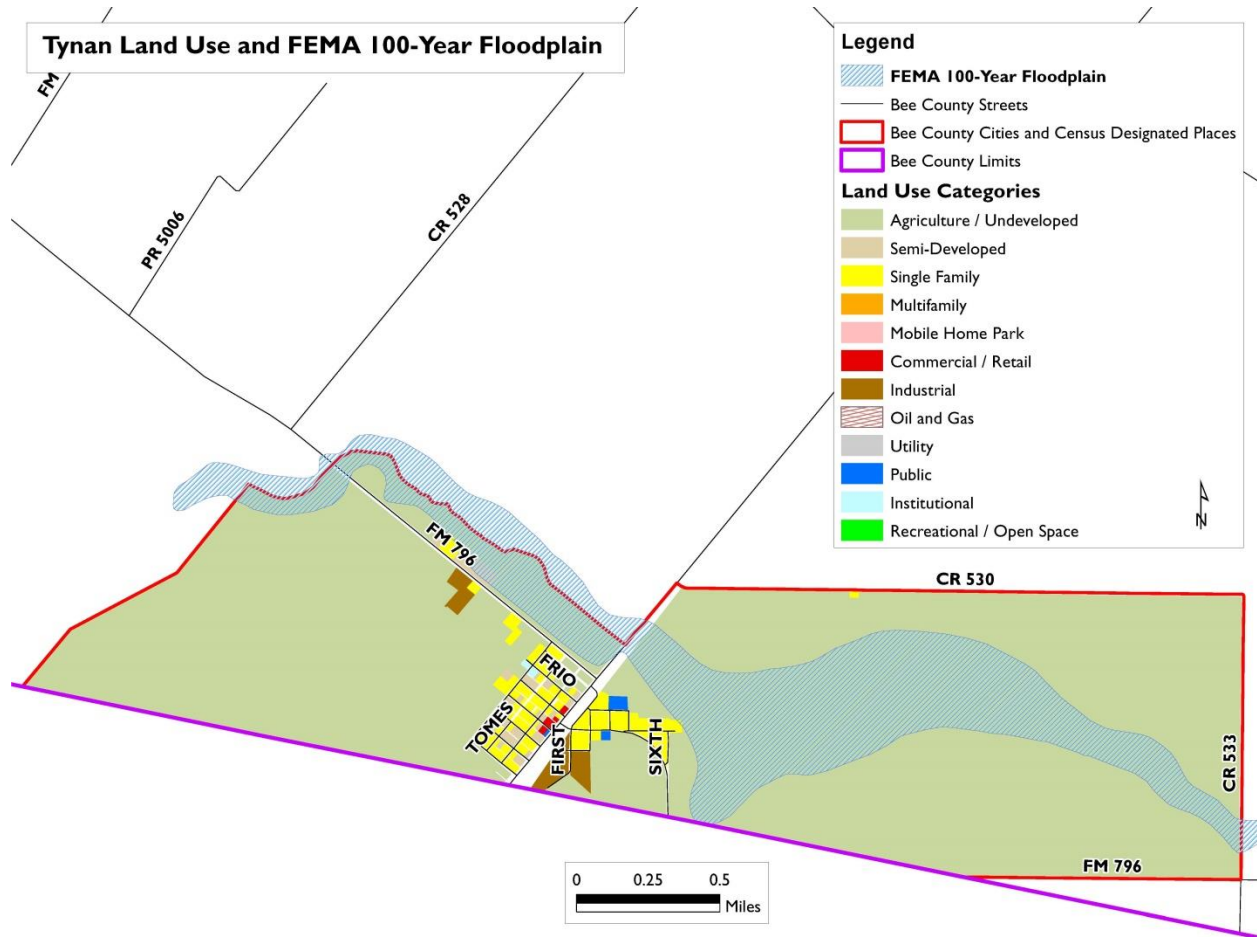 Tynan Land Use and FEMA 100-Year Floodplain
Legend
FEMA 100-Year Floodplain
Bee County Streets
Bee County Cities and Census Designated Places
Bee County Limits
Land Use Categories
Agriculture / Undeveloped
Semi-Developed
Single Family
Multifamily
Mobile Home Park
Commercial / Retail
Industrial
Oil and Gas
Utility
Public
Institutional
Recreational / Open Space
N
FM
PR 5006
CR 528
FM 796
CR 530
FRIO
TOMES
FIRST
SIXTH
CR 533
FM 796
0 0.25 0.5
Miles